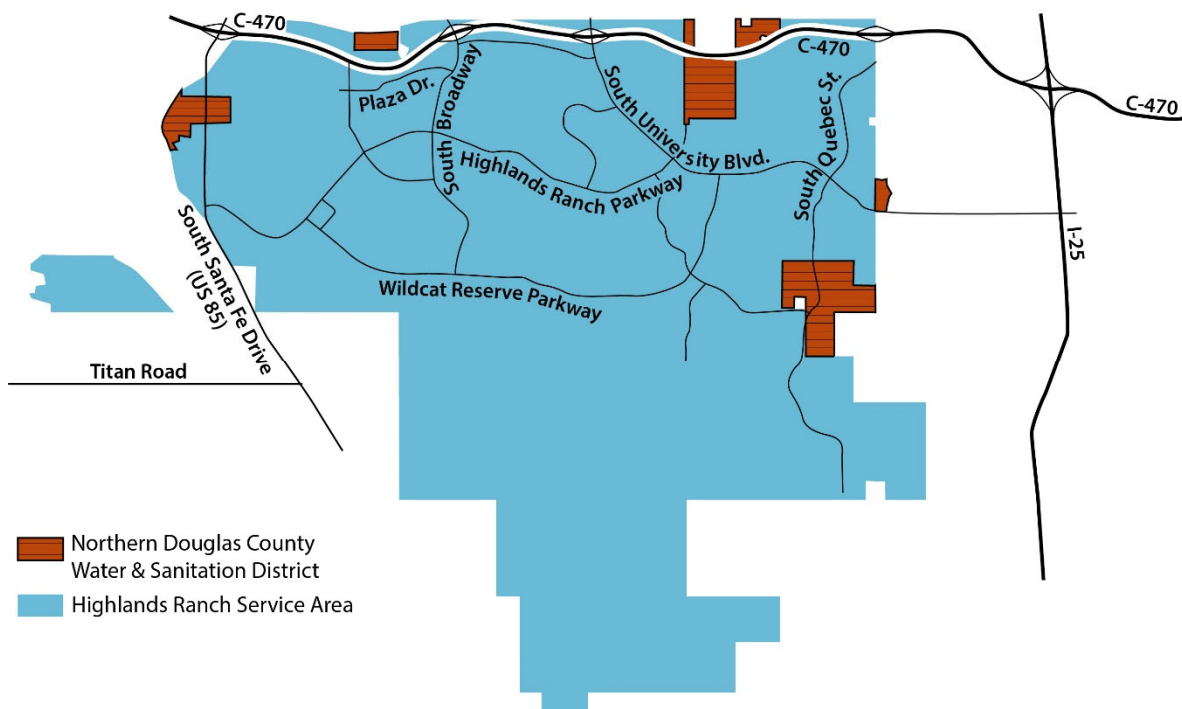 C-470
C-470
C-470
Plaza Dr.
South Broadway
South University Blvd.
South Quebec St.
Highlands Ranch Parkway
I-25
South Santa Fe Drive
(US 85)
Wildcat Reserve Parkway
Titan Road
Northern Douglas County
Water & Sanitation District
Highlands Ranch Service Area